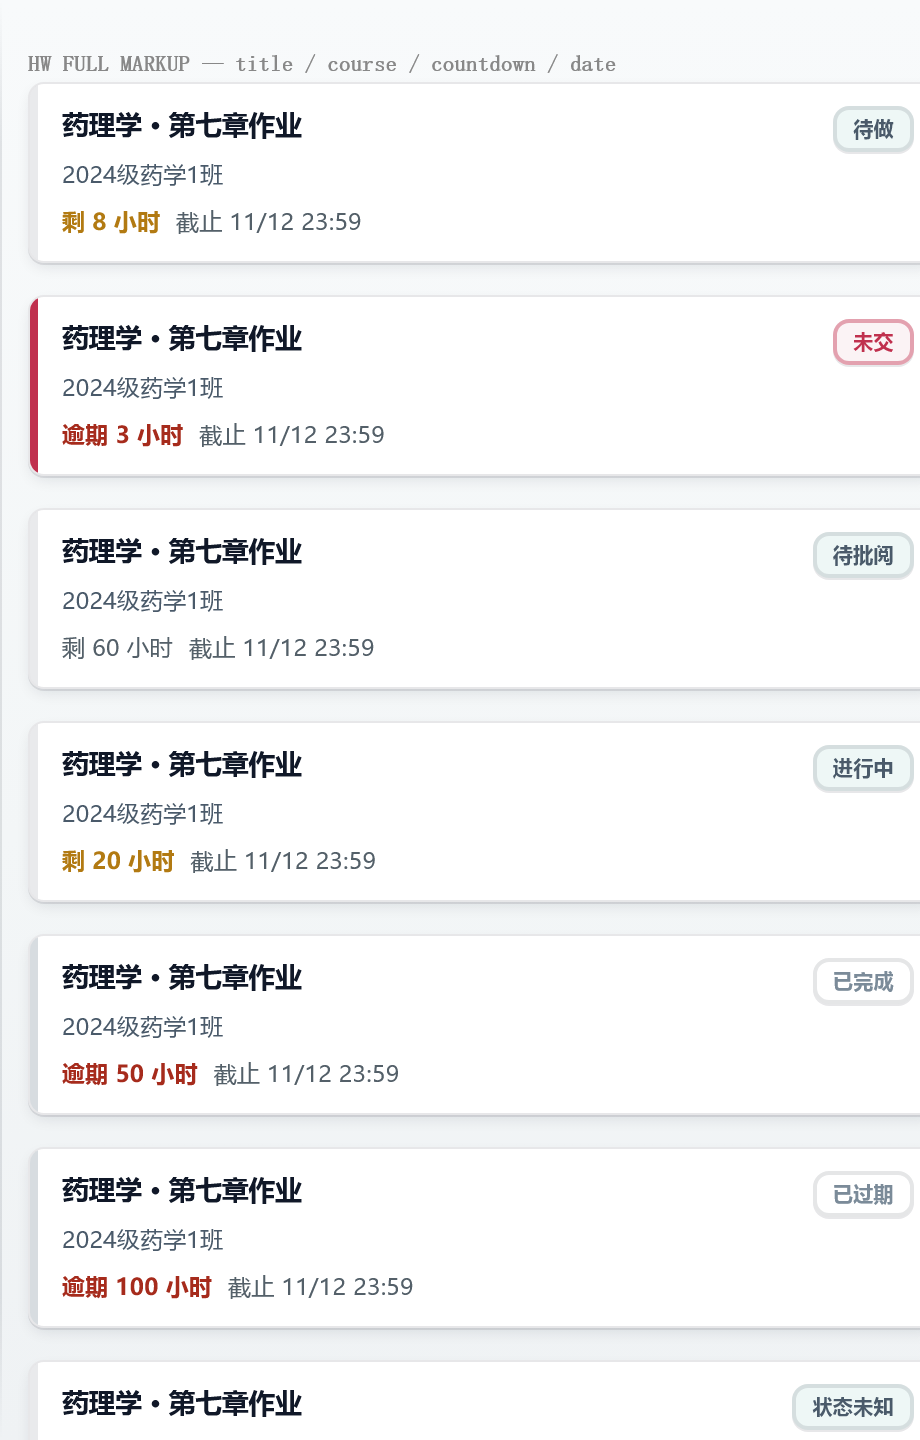 HW FULL MARKUP — title / course / countdown / date
药理学 • 第七章作业
待做
2024级药学1班
剩 8 小时 截止 11/12 23:59
药理学 • 第七章作业
未交
2024级药学1班
逾期 3 小时 截止 11/12 23:59
药理学 • 第七章作业
待批阅
2024级药学1班
剩 60 小时 截止 11/12 23:59
药理学 • 第七章作业
进行中
2024级药学1班
剩 20 小时 截止 11/12 23:59
药理学 • 第七章作业
已完成
2024级药学1班
逾期 50 小时 截止 11/12 23:59
药理学 • 第七章作业
已过期
2024级药学1班
逾期 100 小时 截止 11/12 23:59
药理学 • 第七章作业
状态未知